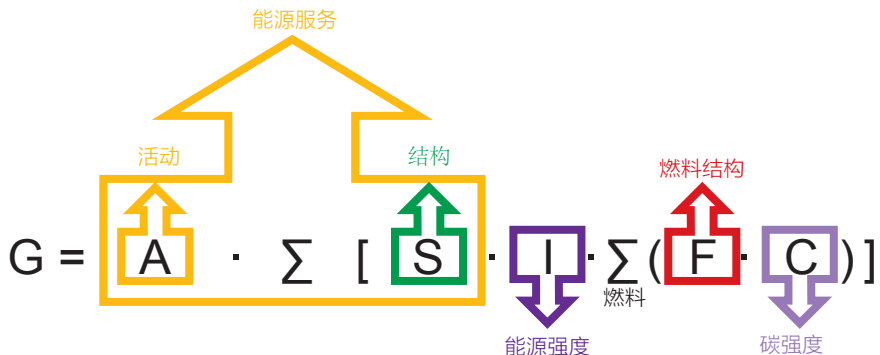 能源服务
活动 结构 燃料结构
G = A · ∑ [ S · I · ∑ ( F · C ) ]
燃料
能源强度 碳强度